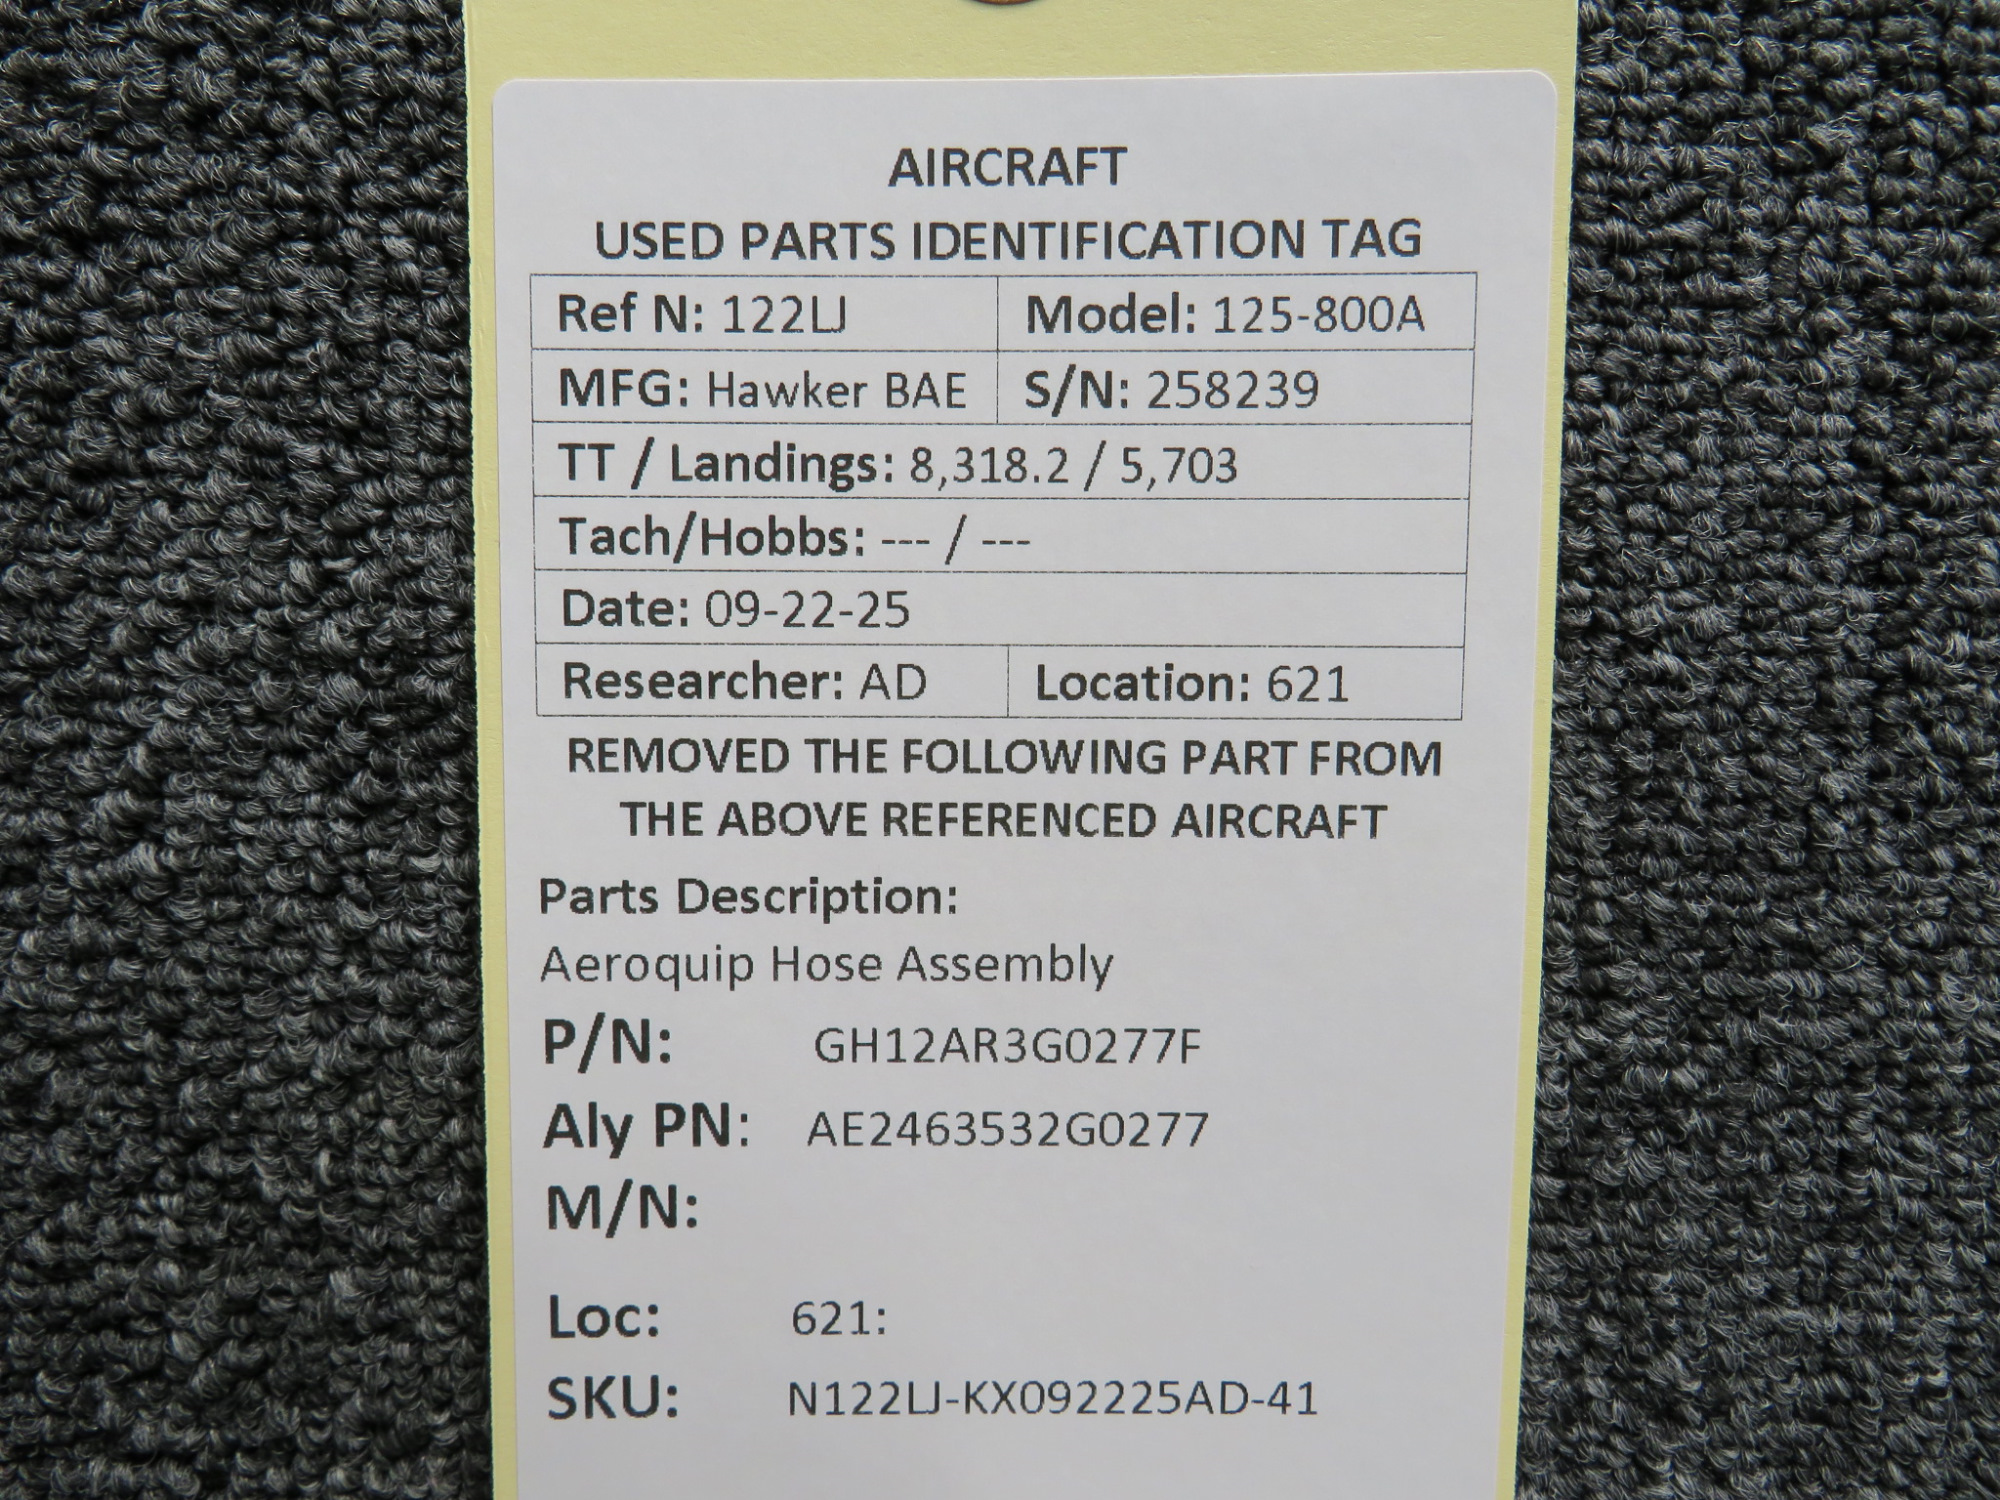 AIRCRAFT
USED PARTS IDENTIFICATION TAG
Ref N: 122LJ Model: 125-800A
MFG: Hawker BAE S/N: 258239
TT / Landings: 8,318.2 / 5,703
Tach/Hobbs: --- / ---
Date: 09-22-25
Researcher: AD Location: 621
REMOVED THE FOLLOWING PART FROM
THE ABOVE REFERENCED AIRCRAFT
Parts Description:
Aeroquip Hose Assembly
P/N: GH12AR3G0277F
Aly PN: AE2463532G0277
M/N:
Loc: 621:
SKU: N122LJ-KX092225AD-41